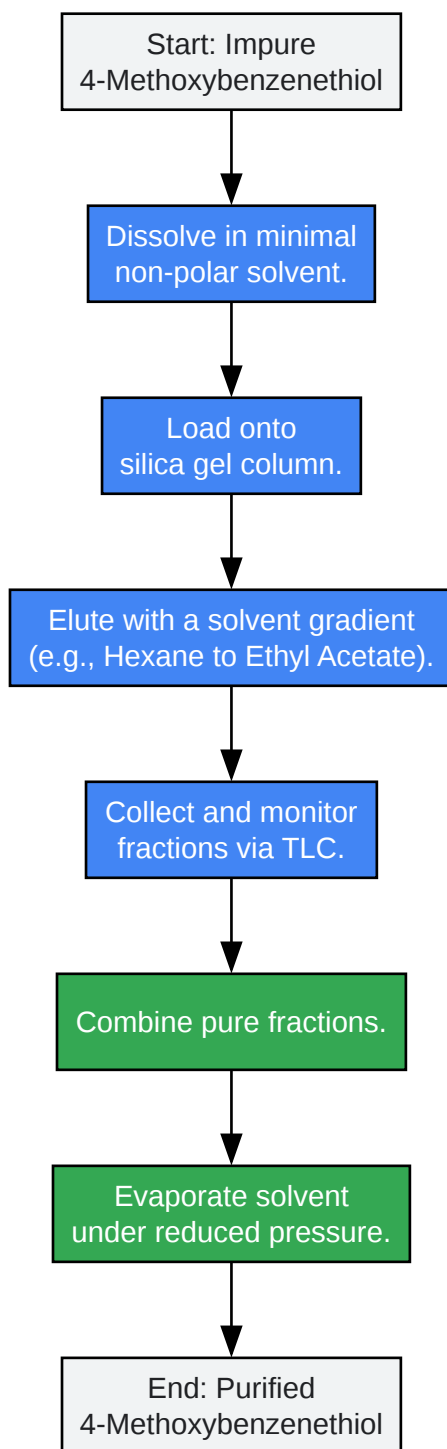 Start: Impure
4-Methoxybenzenethiol
Dissolve in minimal
non-polar solvent.
Load onto
silica gel column.
Elute with a solvent gradient
(e.g., Hexane to Ethyl Acetate).
Collect and monitor
fractions via TLC.
Combine pure fractions.
Evaporate solvent
under reduced pressure.
End: Purified
4-Methoxybenzenethiol